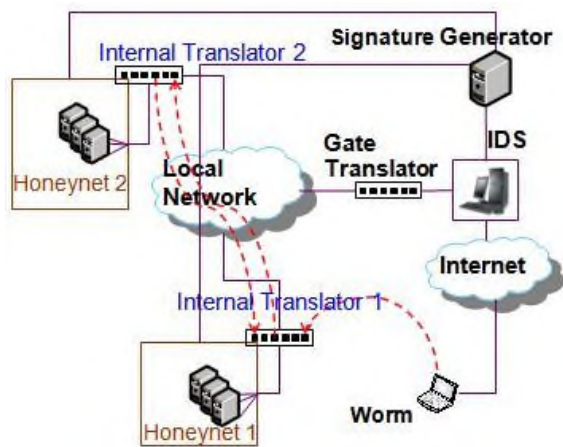 Signature Generator
Internal Translator 2
IDS
Gate
Translator
Honeynet 2
Local
Network
Internet
Internal Translator 1
Worm
Honeynet 1